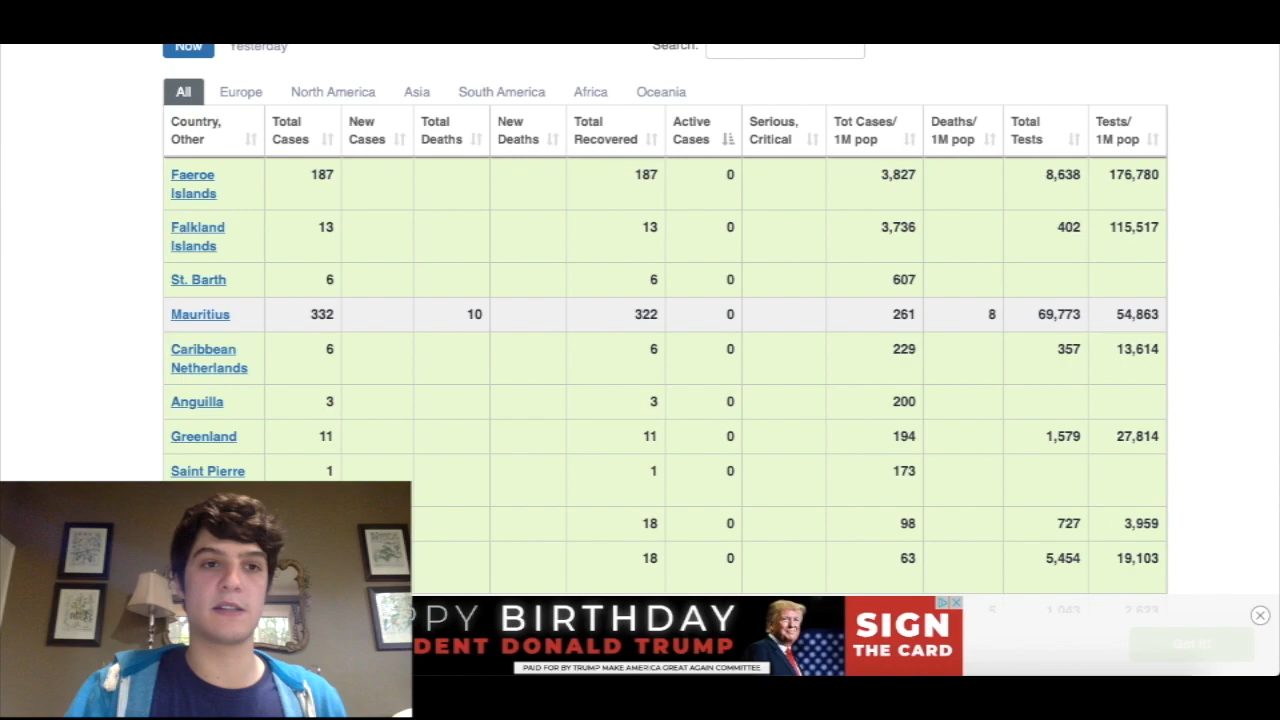 Now Yesterday Search:
All Europe North America Asia South America Africa Oceania
Country, Total New Total New Total Active Serious, Tot Cases/ Deaths/ Total Tests/
Other Cases Cases Deaths Deaths Recovered Cases Critical 1M pop 1M pop Tests 1M pop
Faeroe 187 187 0 3,827 8,638 176,780
Islands
Falkland 13 13 0 3,736 402 115,517
Islands
St. Barth 6 6 0 607
Mauritius 332 10 322 0 261 8 69,773 54,863
Caribbean 6 6 0 229 357 13,614
Netherlands
Anguilla 3 3 0 200
Greenland 11 11 0 194 1,579 27,814
Saint Pierre 1 1 0 173
18 0 98 727 3,959
18 0 63 5,454 19,103
5 1,043 2,623
PPY BIRTHDAY
DENT DONALD TRUMP
PAID FOR BY TRUMP MAKE AMERICA GREAT AGAIN COMMITTEE
SIGN
THE CARD
Got it!